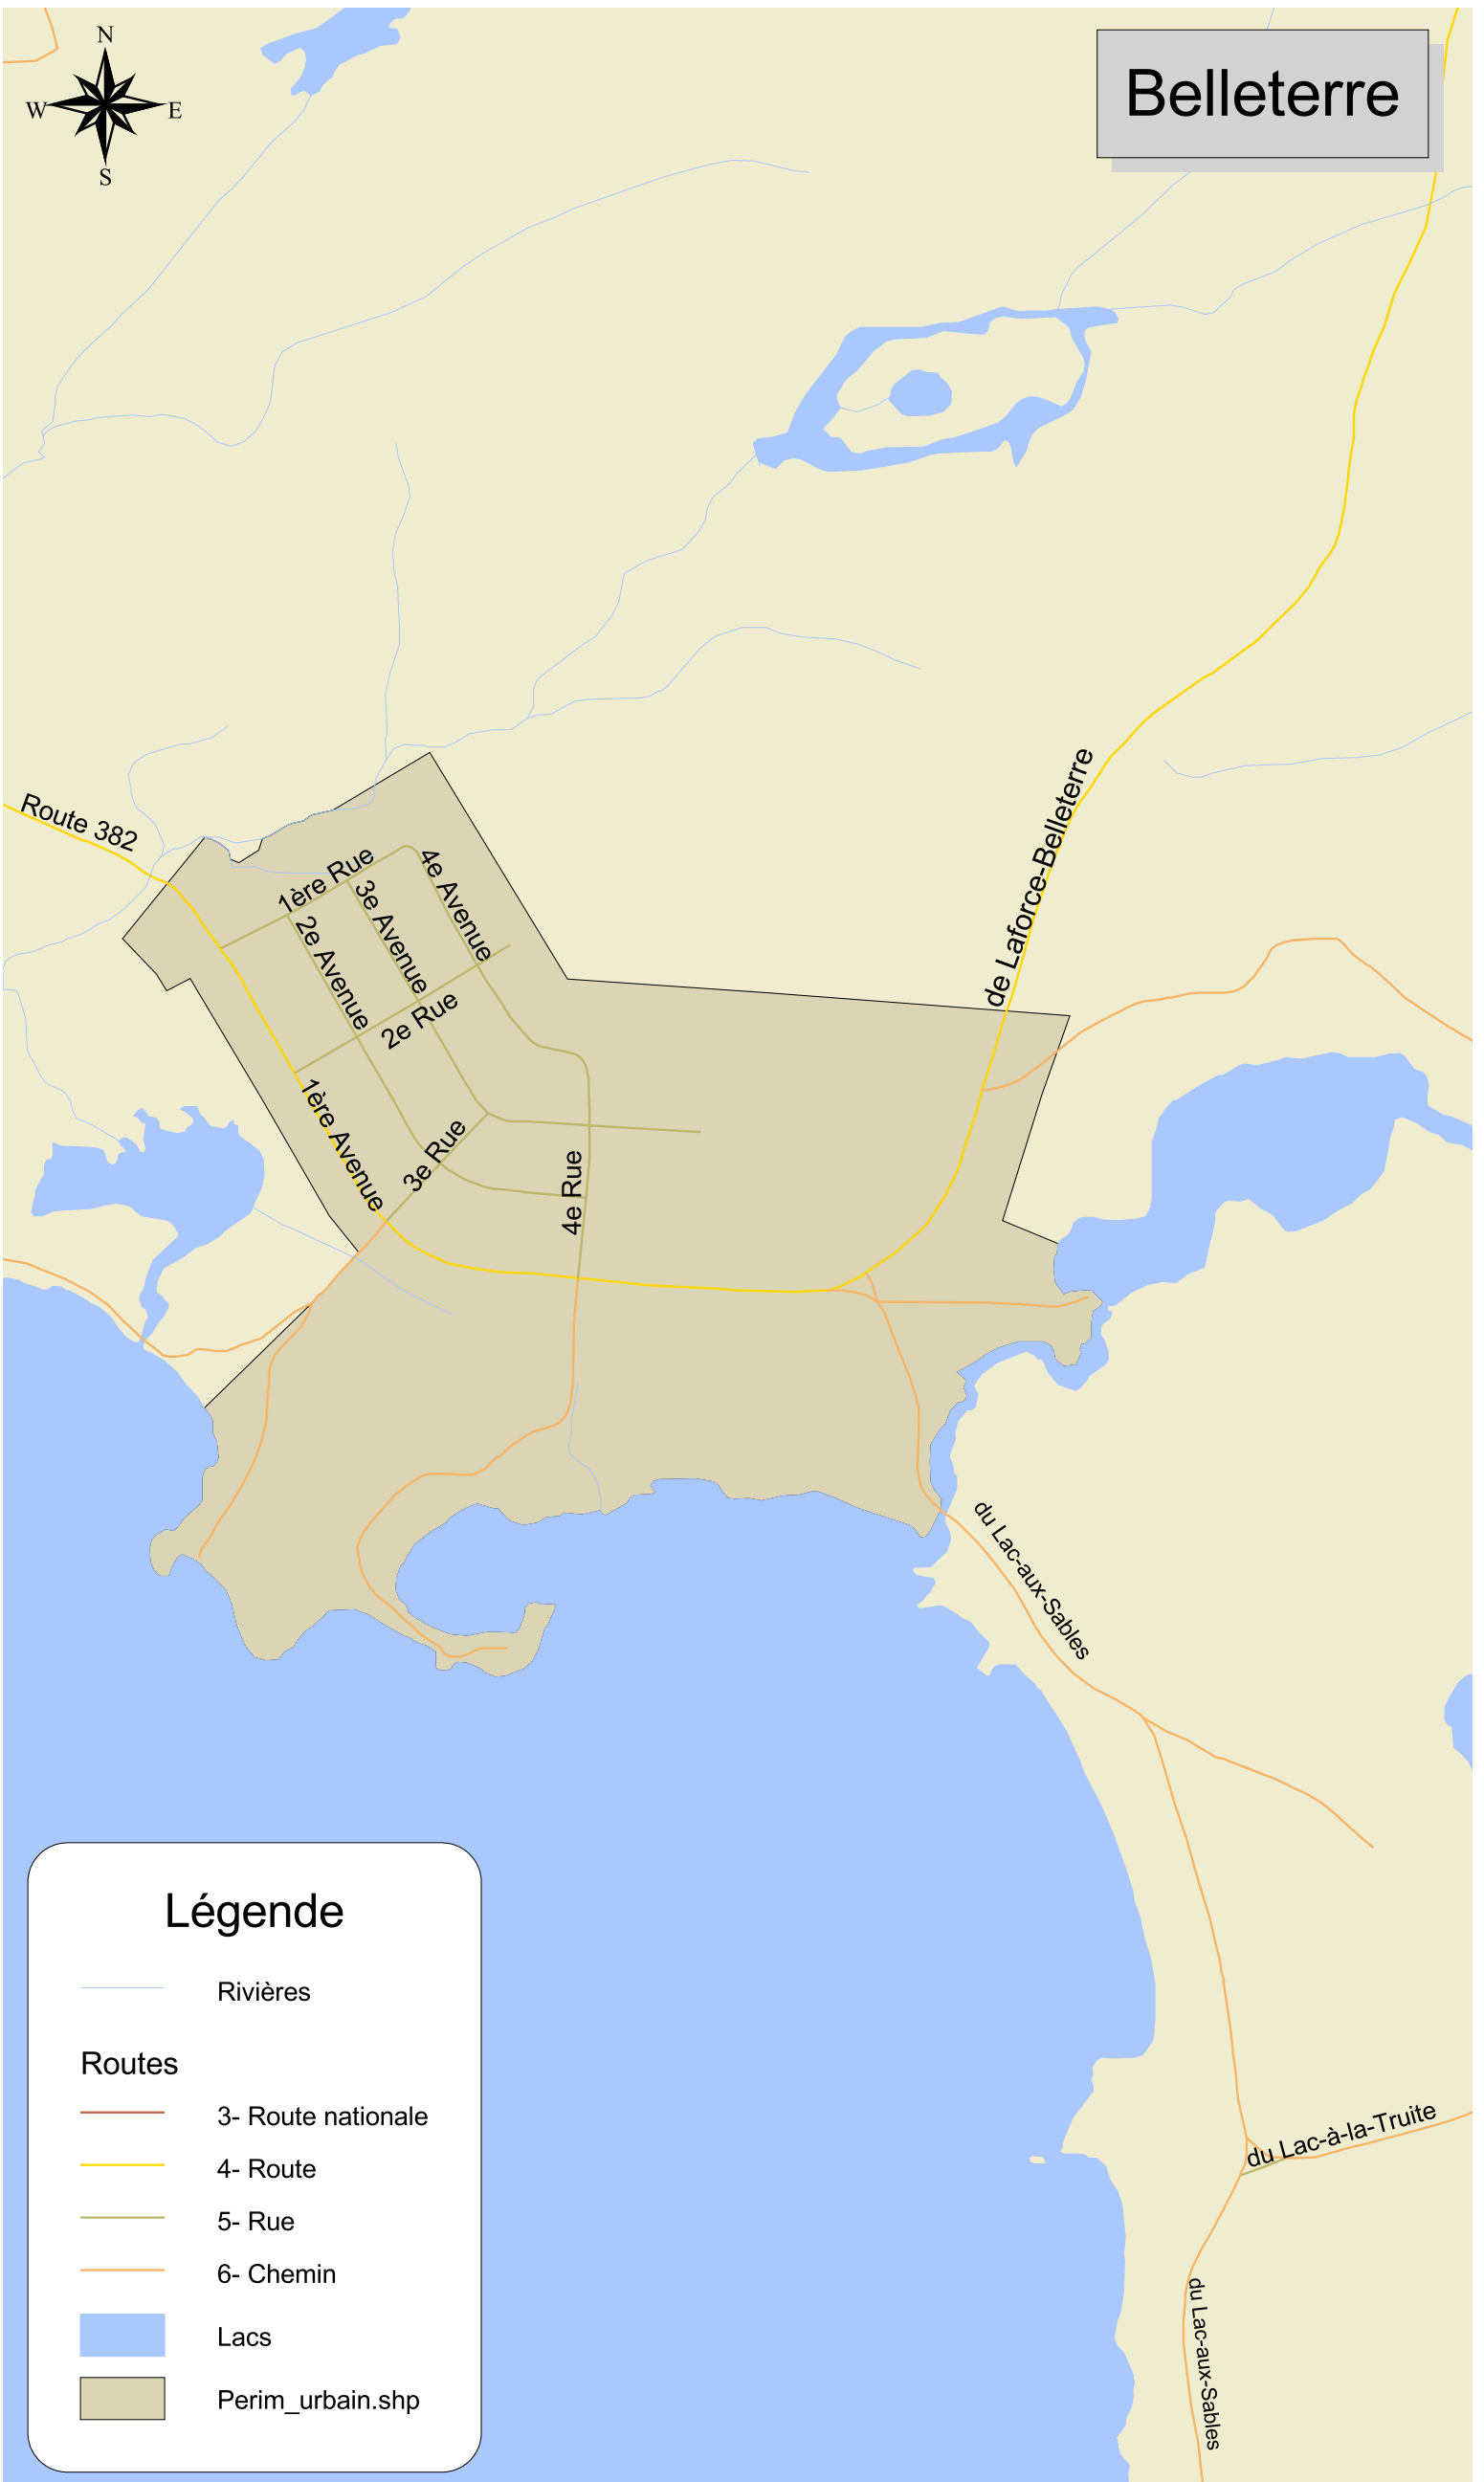 N
W
E
S
Belleterre
Route 382
1ère Rue
4e Avenue
3e Avenue
2e Avenue
2e Rue
1ère Avenue
3e Rue
4e Rue
de Laforce-Belleterre
du Lac-aux-Sables
du Lac-à-la-Truite
du Lac-aux-Sables
Légende
Rivières
Routes
3- Route nationale
4- Route
5- Rue
6- Chemin
Lacs
Perim_urbain.shp